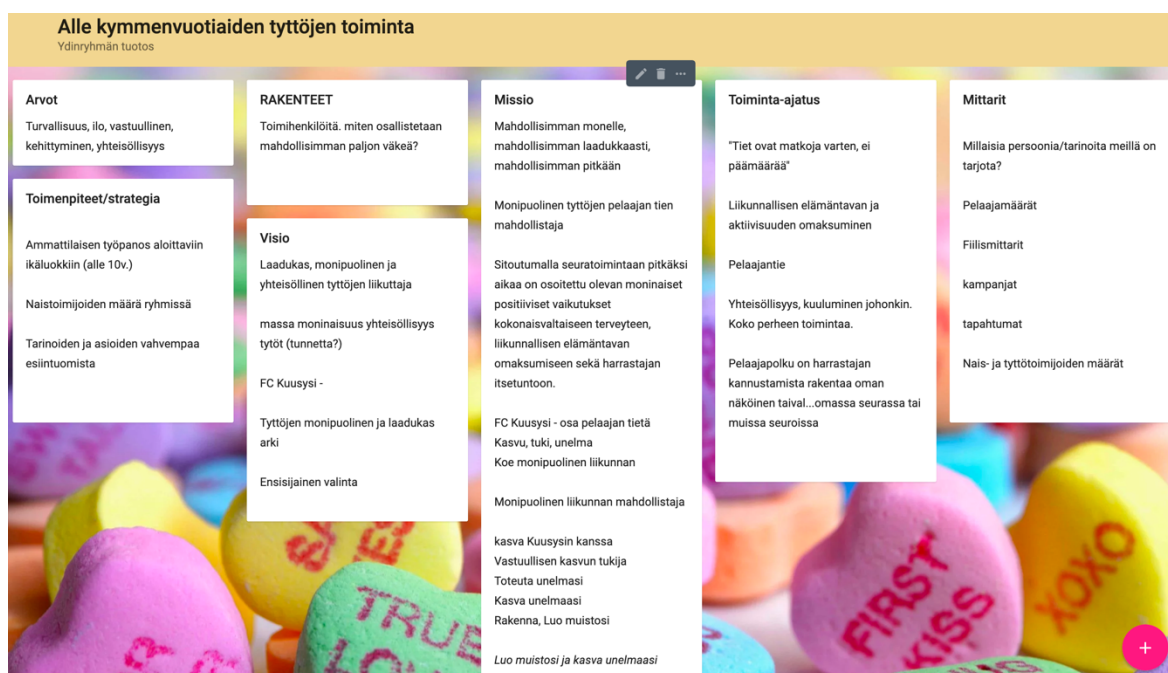 Alle kymmenvuotiaiden tyttöjen toiminta
Ydinryhmän tuotos
Arvot
Turvallisuus, ilo, vastuullinen,
kehittyminen, yhteisöllisyys
Toimenpiteet/strategia
Ammattilaisen työpanos aloittaviin
ikäluokkiin (alle 10v.)
Naistoimijoiden määrä ryhmissä
Tarinoiden ja asioiden vahvempaa
esiintuomista
RAKENTEET
Toimihenkilöitä. miten osallistetaan
mahdollisimman paljon väkeä?
Visio
Laadukas, monipuolinen ja
yhteisöllinen tyttöjen liikuttaja
massa moninaisuus yhteisöllisyys
tytöt (tunnetta?)
FC Kuusysi -
Tyttöjen monipuolinen ja laadukas
arki
Ensisijainen valinta
Missio
Mahdollisimman monelle,
mahdollisimman laadukkaasti,
mahdollisimman pitkään
Monipuolinen tyttöjen pelaajan tien
mahdollistaja
Sitoutumalla seuratoimintaan pitkäksi
aikaa on osoitettu olevan moninaiset
positiiviset vaikutukset
kokonaisvaltaiseen terveyteen,
liikunnallisen elämäntavan
omaksumiseen sekä harrastajan
itsetuntoon.
FC Kuusysi - osa pelaajan tietä
Kasvu, tuki, unelma
Koe monipuolinen liikunnan
Monipuolinen liikunnan mahdollistaja
kasva Kuusysin kanssa
Vastuullisen kasvun tukija
Toteuta unelmasi
Kasva unelmaasi
Rakenna, Luo muistosi
Luo muistosi ja kasva unelmaasi
Toiminta-ajatus
"Tiet ovat matkoja varten, ei
päämäärää"
Liikunnallisen elämäntavan ja
aktiivisuuden omaksuminen
Pelaajantie
Yhteisöllisyys, kuuluminen johonkin.
Koko perheen toimintaa.
Pelaajapolku on harrastajan
kannustamista rakentaa oman
näköinen taival...omassa seurassa tai
muissa seuroissa
Mittarit
Millaisia persoonia/tarinoita meillä on
tarjota?
Pelaajamäärät
Fiilismittarit
kampanjat
tapahtumat
Nais- ja tyttötoimijoiden määrät
TRUE
FIRST
KISS
XOXO